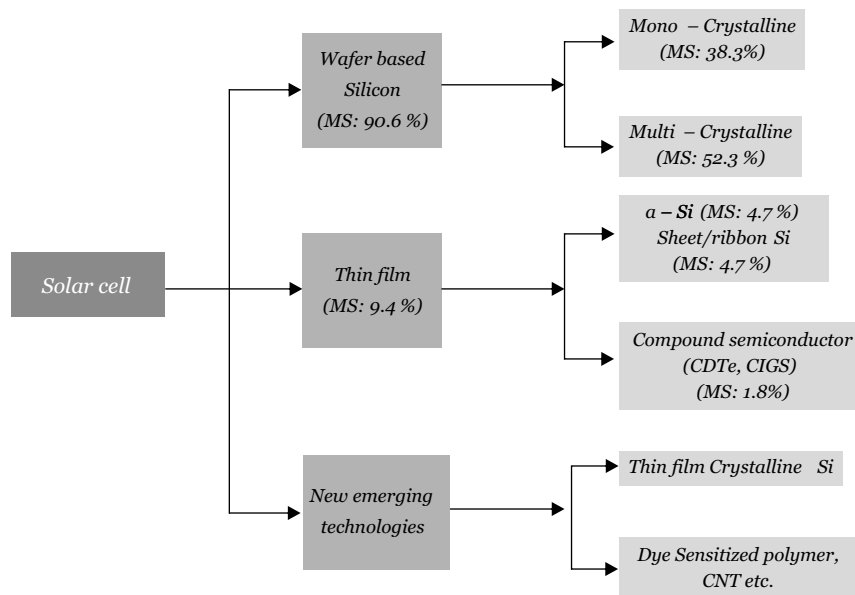 Solar cell
Wafer based
Silicon
(MS: 90.6 %)
Mono – Crystalline
(MS: 38.3%)
Multi – Crystalline
(MS: 52.3 %)
Thin film
(MS: 9.4 %)
a – Si (MS: 4.7 %)
Sheet/ribbon Si
(MS: 4.7 %)
Compound semiconductor
(CDTe, CIGS)
(MS: 1.8%)
New emerging
technologies
Thin film Crystalline Si
Dye Sensitized polymer,
CNT etc.